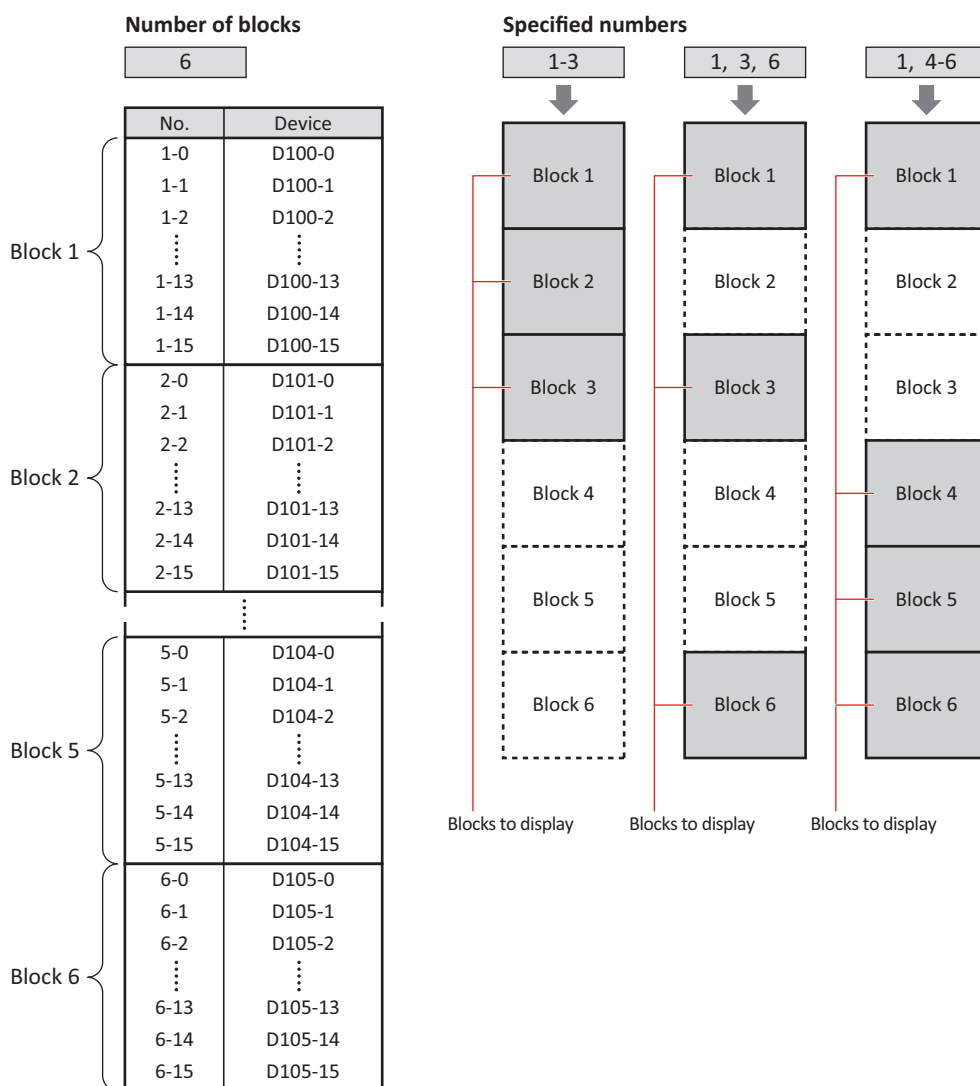 Number of blocks
6
No. Device
1-0 D100-0
1-1 D100-1
1-2 D100-2
Block 1
1-13 D100-13
1-14 D100-14
1-15 D100-15
2-0 D101-0
2-1 D101-1
2-2 D101-2
Block 2
2-13 D101-13
2-14 D101-14
2-15 D101-15
5-0 D104-0
5-1 D104-1
5-2 D104-2
Block 5
5-13 D104-13
5-14 D104-14
5-15 D104-15
6-0 D105-0
6-1 D105-1
6-2 D105-2
Block 6
6-13 D105-13
6-14 D105-14
6-15 D105-15
Specified numbers
1-3
Block 1
Block 2
Block 3
Block 4
Block 5
Block 6
Blocks to display
1, 3, 6
Block 1
Block 2
Block 3
Block 4
Block 5
Block 6
Blocks to display
1, 4-6
Block 1
Block 2
Block 3
Block 4
Block 5
Block 6
Blocks to display